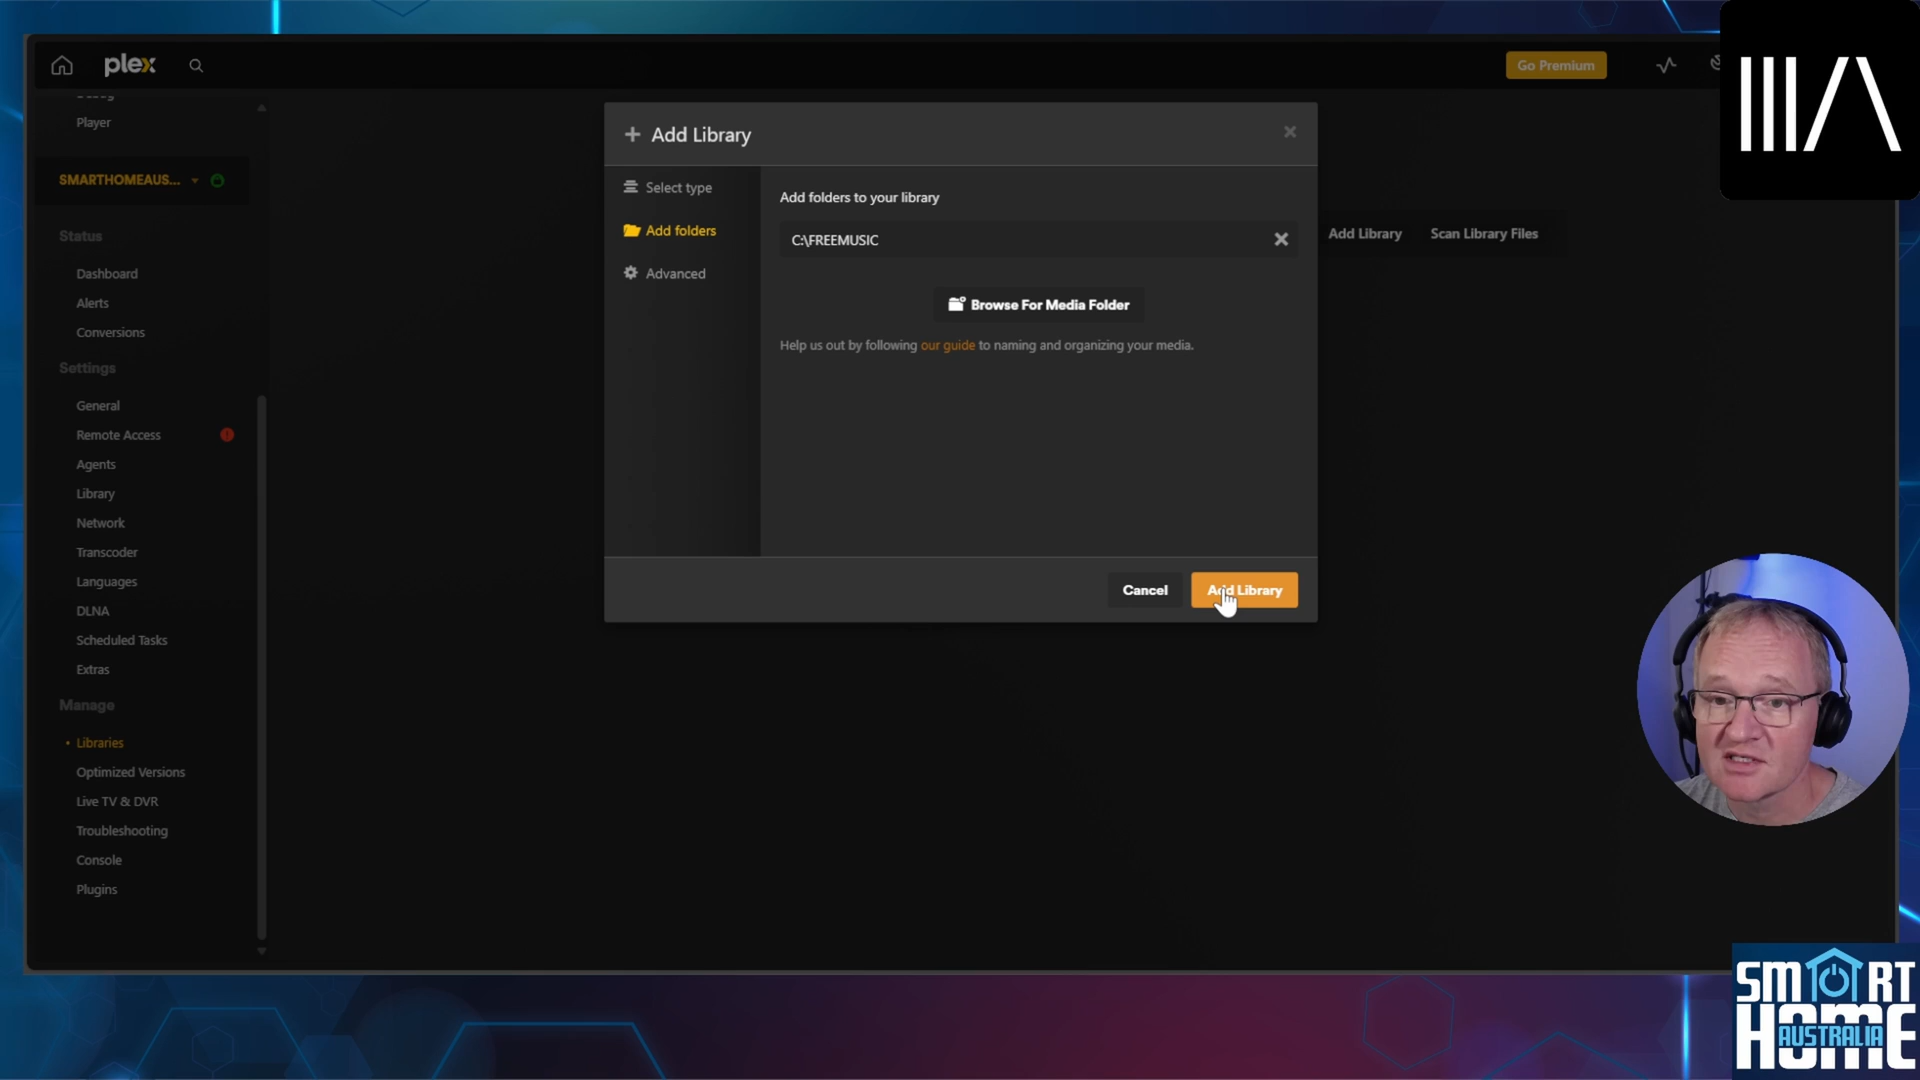 plex
Go Premium
Player
SMARTHOMEAUS...
Status
Dashboard
Alerts
Conversions
Settings
General
Remote Access
Agents
Library
Network
Transcoder
Languages
DLNA
Scheduled Tasks
Extras
Manage
Libraries
Optimized Versions
Live TV & DVR
Troubleshooting
Console
Plugins
Add Library
Select type
Add folders
Advanced
Add folders to your library
C:\FREEMUSIC
Browse For Media Folder
Help us out by following our guide to naming and organizing your media.
Cancel
Add Library
Add Library
Scan Library Files
SMART
HOME
AUSTRALIA